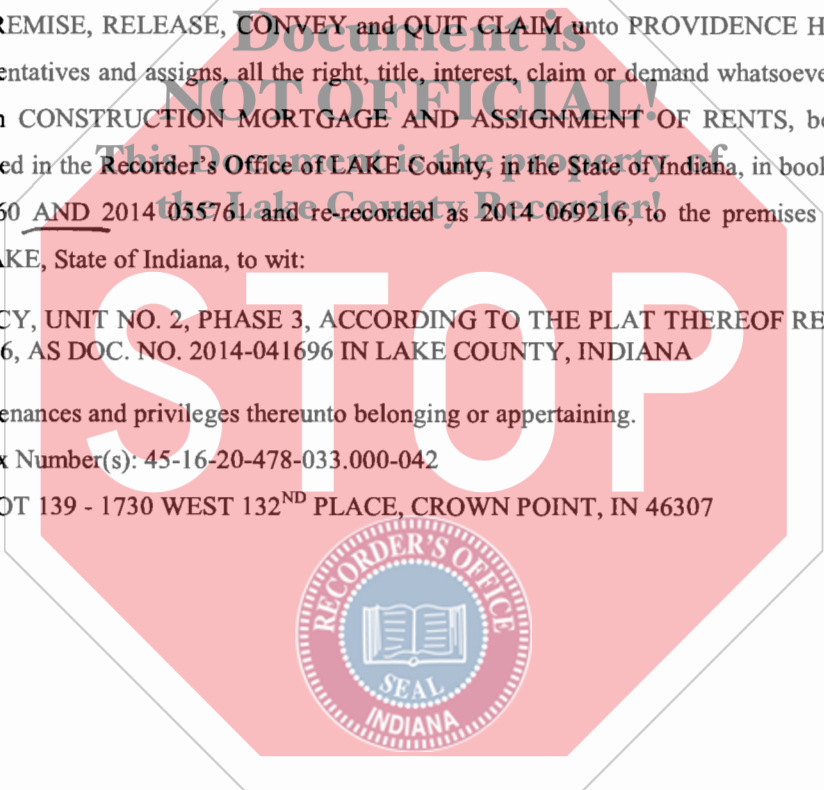 REMISE, RELEASE, CONVEY and QUIT CLAIM unto PROVIDENCE H
Document is
entatives and assigns, all the right, title, interest, claim or demand whatsoeve
NOT OFFICIAL!
CONSTRUCTION MORTGAGE AND ASSIGNMENT OF RENTS, be
This Document is the property of
ed in the Recorder's Office of LAKE County, in the State of Indiana, in book
the Lake County Recorder!
60 AND 2014 055761 and re-recorded as 2014 069216, to the premises
AKE, State of Indiana, to wit:
CY, UNIT NO. 2, PHASE 3, ACCORDING TO THE PLAT THEREOF RE
6, AS DOC. NO. 2014-041696 IN LAKE COUNTY, INDIANA
STOP
enances and privileges thereunto belonging or appertaining.
x Number(s): 45-16-20-478-033.000-042
OT 139 - 1730 WEST 132ND PLACE, CROWN POINT, IN 46307
RECORDER'S OFFICE
SEAL
INDIANA